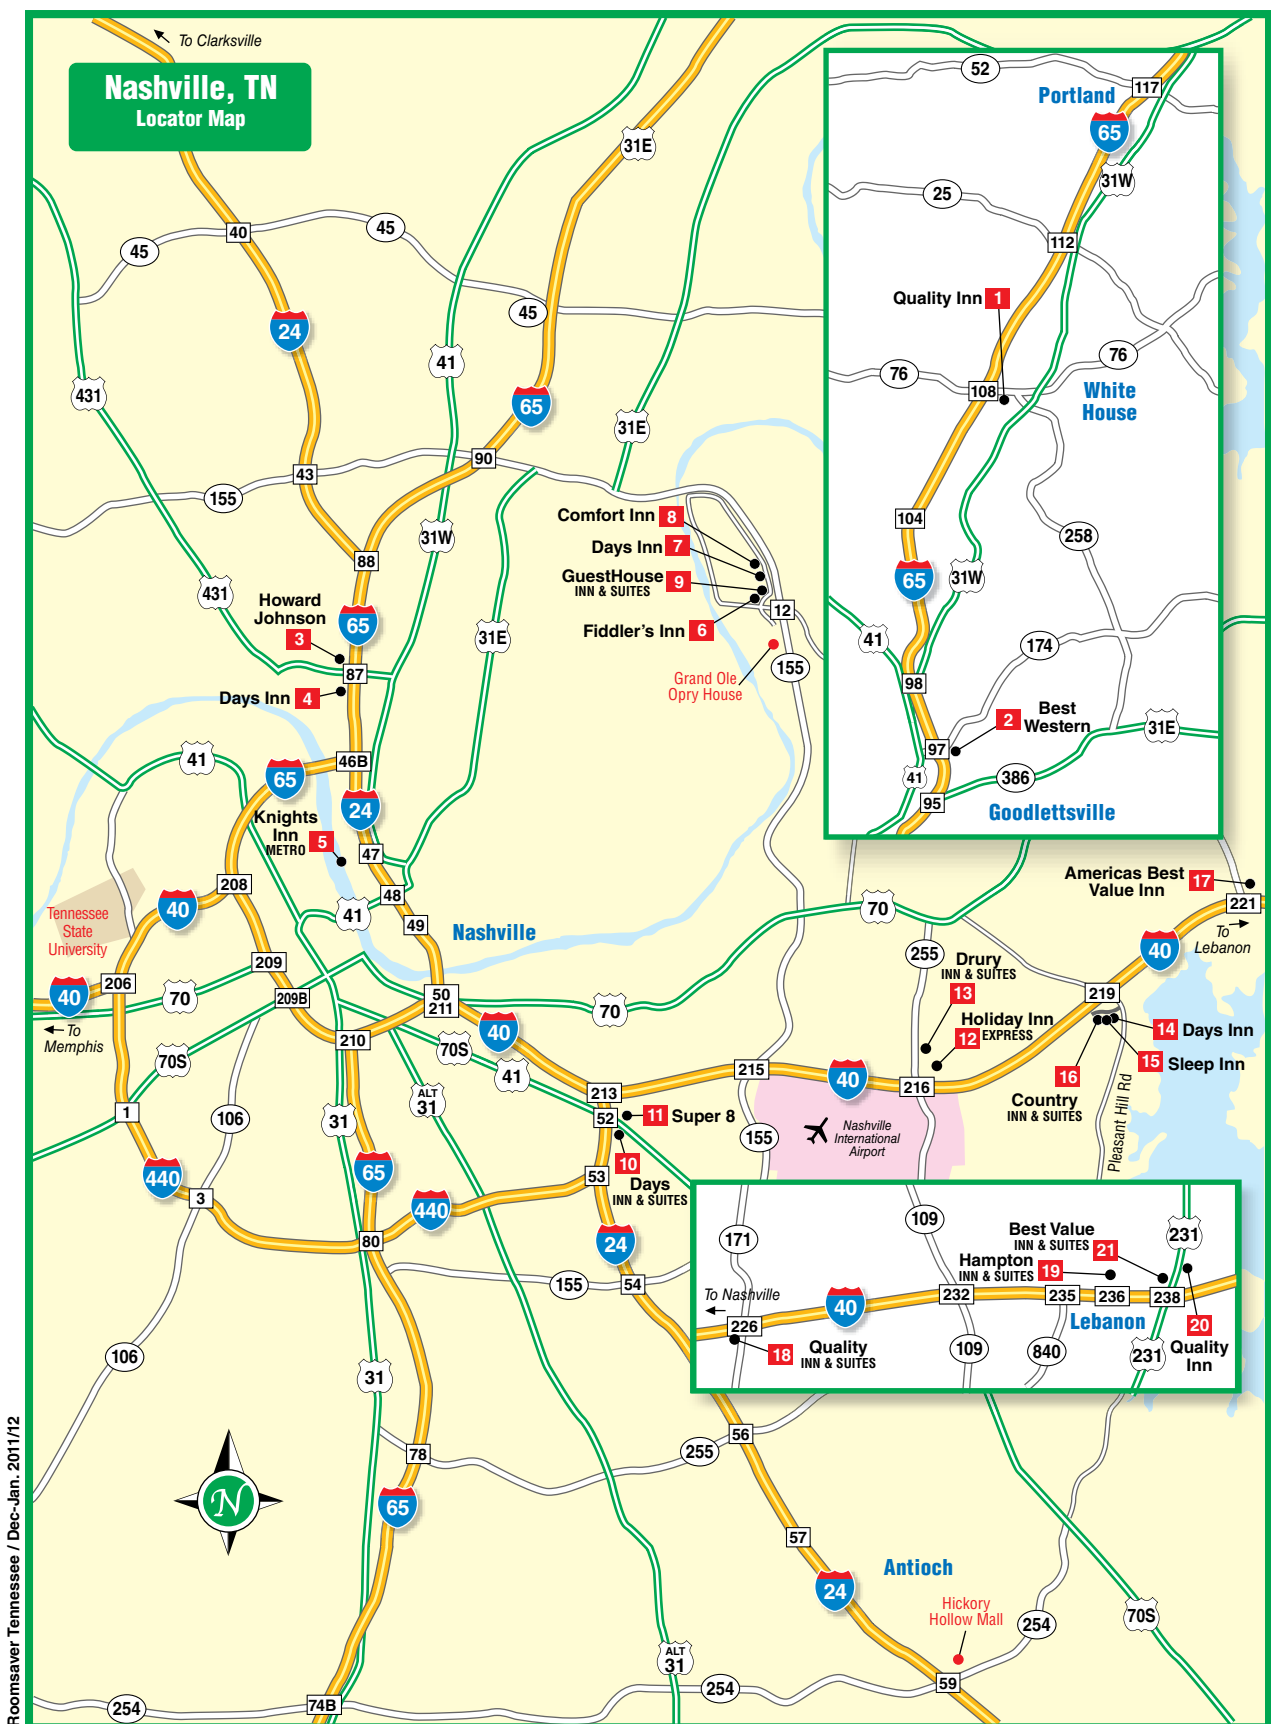 To Clarksville
Nashville, TN
Locator Map
31E
45
40
45
24
45
41
431
65
31E
90
43
155
31W
88
431
Howard
Johnson
3
65
31E
87
Days Inn 4
Comfort Inn 8
Days Inn 7
GuestHouse 9
INN & SUITES
Fiddler's Inn 6
12
155
Grand Ole
Opry House
52
117
Portland
65
31W
25
112
Quality Inn 1
76
76
108
White
House
104
258
65
31W
41
174
98
2 Best
Western
31E
97
41
386
95
Goodlettsville
41
65
46B
24
Knights
Inn 5
METRO
47
208
48
40
41
49
Nashville
Tennessee
State
University
209
206
40
70
209B
50
211
To
Memphis
70
40
210
70S
70S
41
1
106
31
ALT
31
440
3
65
440
80
213
52
11 Super 8
10
Days
INN & SUITES
53
24
54
155
215
40
216
155
Nashville
International
Airport
70
255
Drury
INN & SUITES
13
Holiday Inn
12 EXPRESS
Americas Best
Value Inn 17
221
To
Lebanon
40
219
14 Days Inn
15 Sleep Inn
16
Country
INN & SUITES
Pleasant Hill Rd
171
109
Best Value
INN & SUITES 21
231
Hampton
INN & SUITES 19
To Nashville
40
232
235
236
238
226
Lebanon
20
18 Quality
INN & SUITES
109
840
231
Quality
Inn
106
31
56
255
78
N
65
57
Antioch
24
Hickory
Hollow Mall
254
70S
ALT
31
254
59
254
74B
Roomsaver Tennessee / Dec-Jan. 2011/12